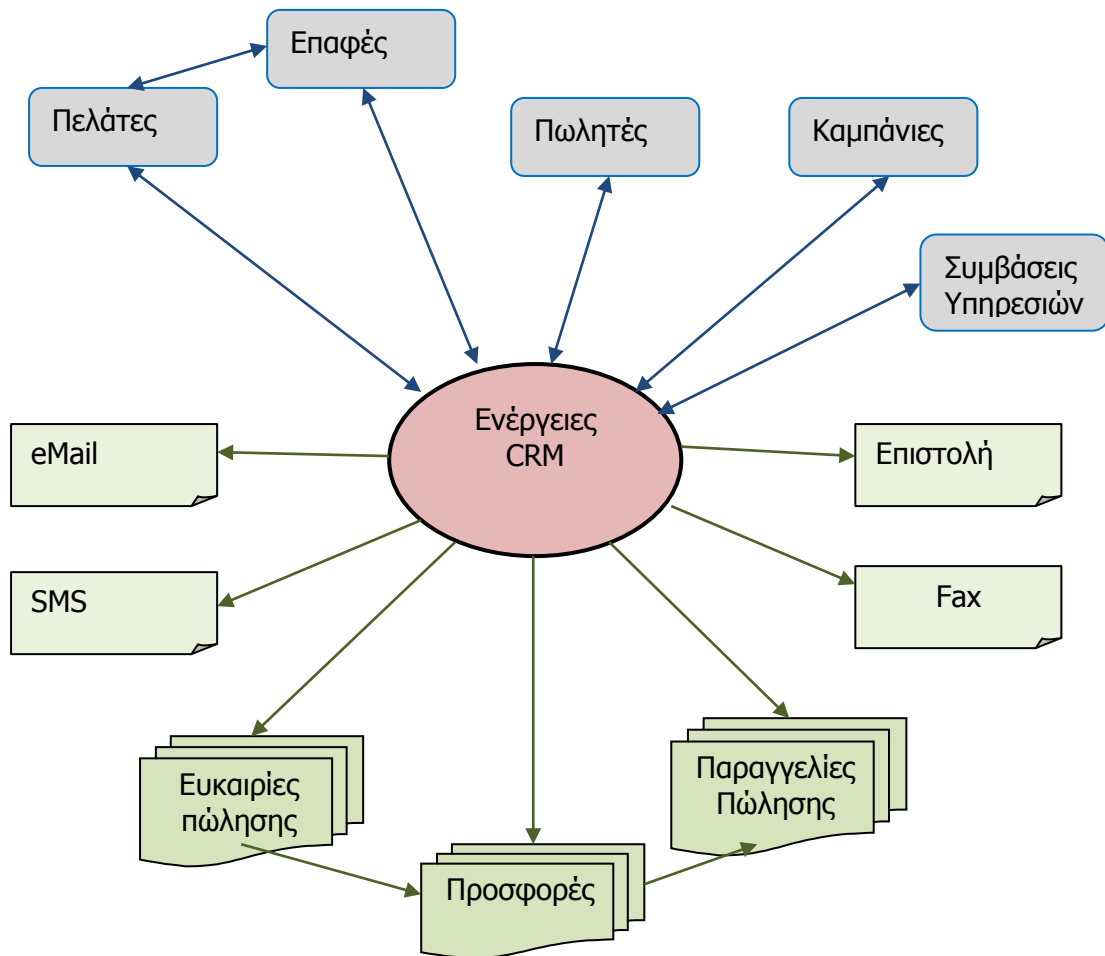 Επαφές
Πελάτες
Πωλητές
Καμπάνιες
Συμβάσεις
Υπηρεσιών
Ενέργειες
CRM
eMail
Επιστολή
SMS
Fax
Ευκαιρίες
πώλησης
Παραγγελίες
Πώλησης
Προσφορές